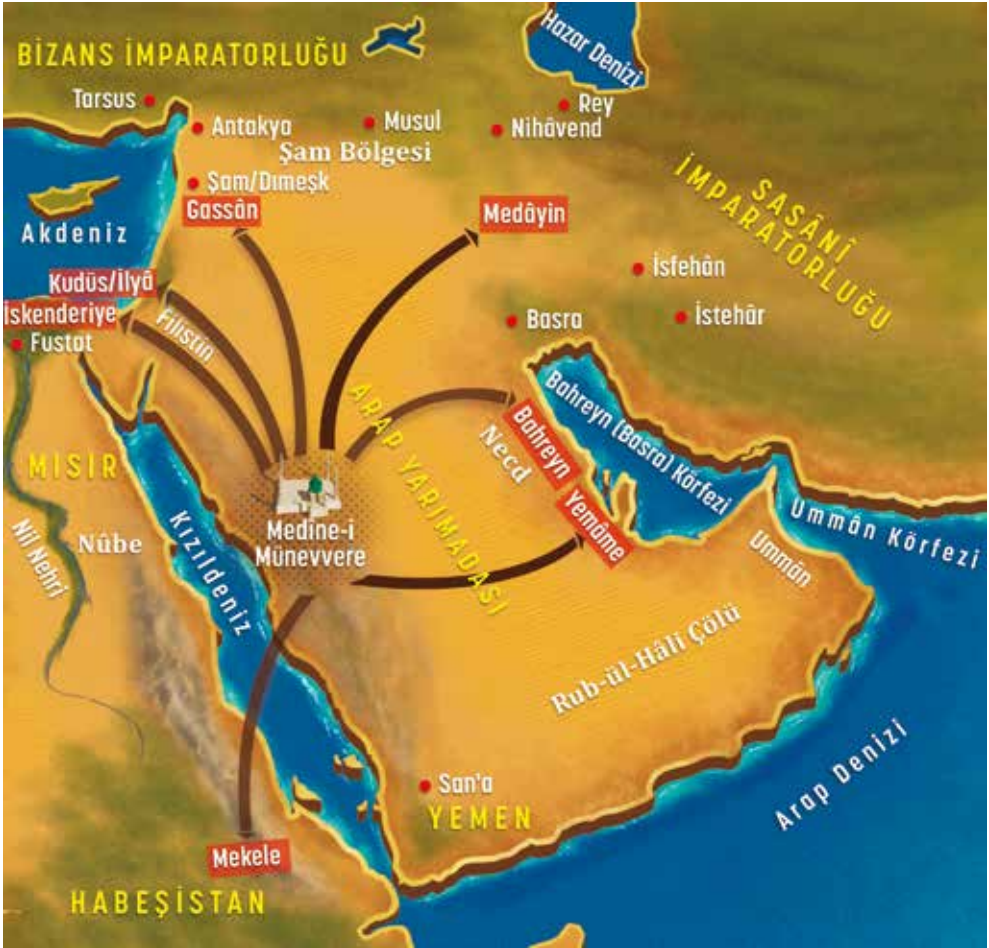 BİZANS İMPARATORLUĞU
Hazar Denizi
Tarsus
Antakya
Musul
Rey
Nihâvend
Şam Bölgesi
Şam/Dımeşk
Gassân
Medâyin
SASÂNÎ
İMPARATORLUĞU
Akdeniz
Kudüs/İlyâ
İskenderiye
Fustat
Filistin
İsfehân
İstehâr
Basra
ARAP YARIMADASI
Necd
Bahreyn
Yemâme
Bahreyn (Basra) Körfezi
Ummân Körfezi
Ummân
MISIR
Nûbe
Nil Nehri
Kızıldeniz
Medine-i
Münevvere
Rub-ül-Hâli Çölü
Arap Denizi
San'a
YEMEN
Mekele
HABEŞİSTAN